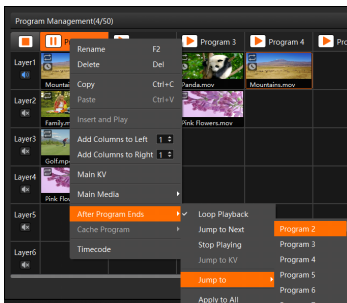 Program Management(4/50)
Program 3
Program 4
Layer1
Mountai
Panda.mov
Mountains.mov
Layer2
Family.m
Pink Flowers.mov
Layer3
Golf.mp
Layer4
Pink Flo
Layer5
Layer6
Rename F2
Delete Del
Copy Ctrl+C
Paste Ctrl+V
Insert and Play
Add Columns to Left 1
Add Columns to Right 1
Main KV
Main Media
After Program Ends
Cache Program
Timecode
Loop Playback
Jump to Next
Stop Playing
Jump to KV
Jump to
Apply to All
Program 2
Program 3
Program 4
Program 5
Program 6